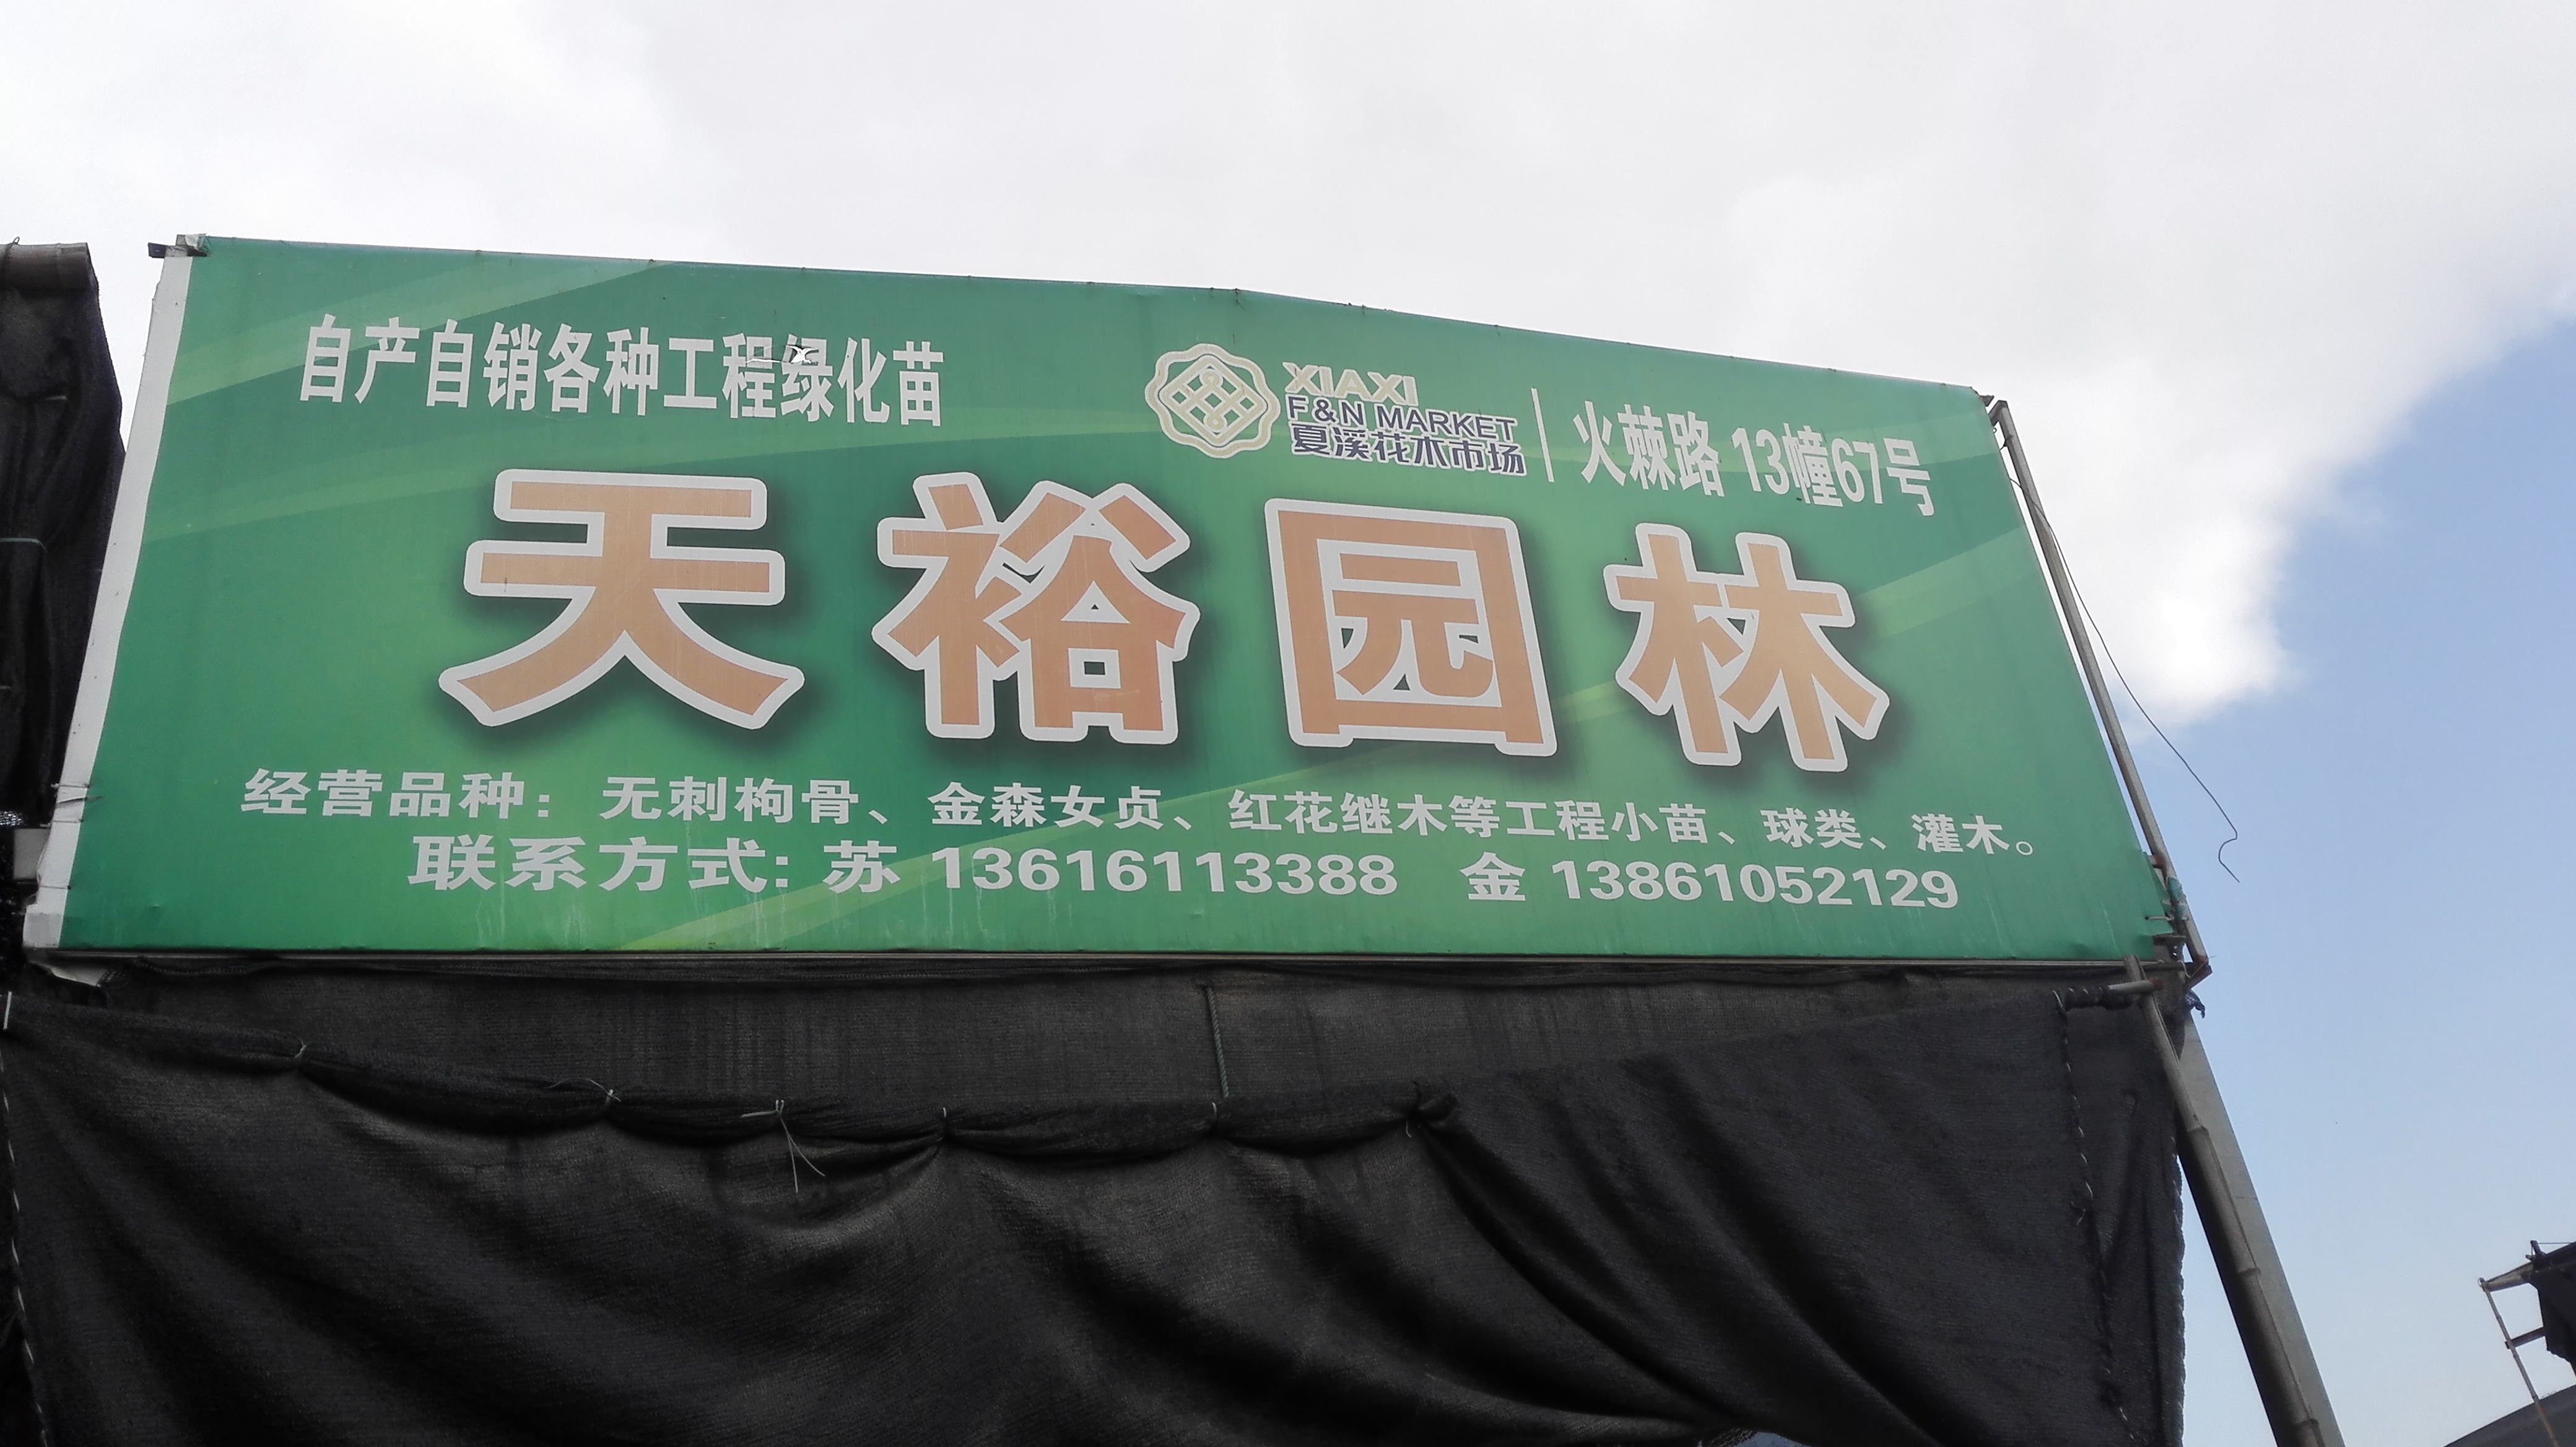 自产自销各种工程绿化苗
XIAXI
F&N MARKET
夏溪花木市场
火棘路 13幢67号
天裕园林
经营品种：无刺枸骨、金森女贞、红花继木等工程小苗、球类、灌木。
联系方式: 苏 13616113388 金 13861052129